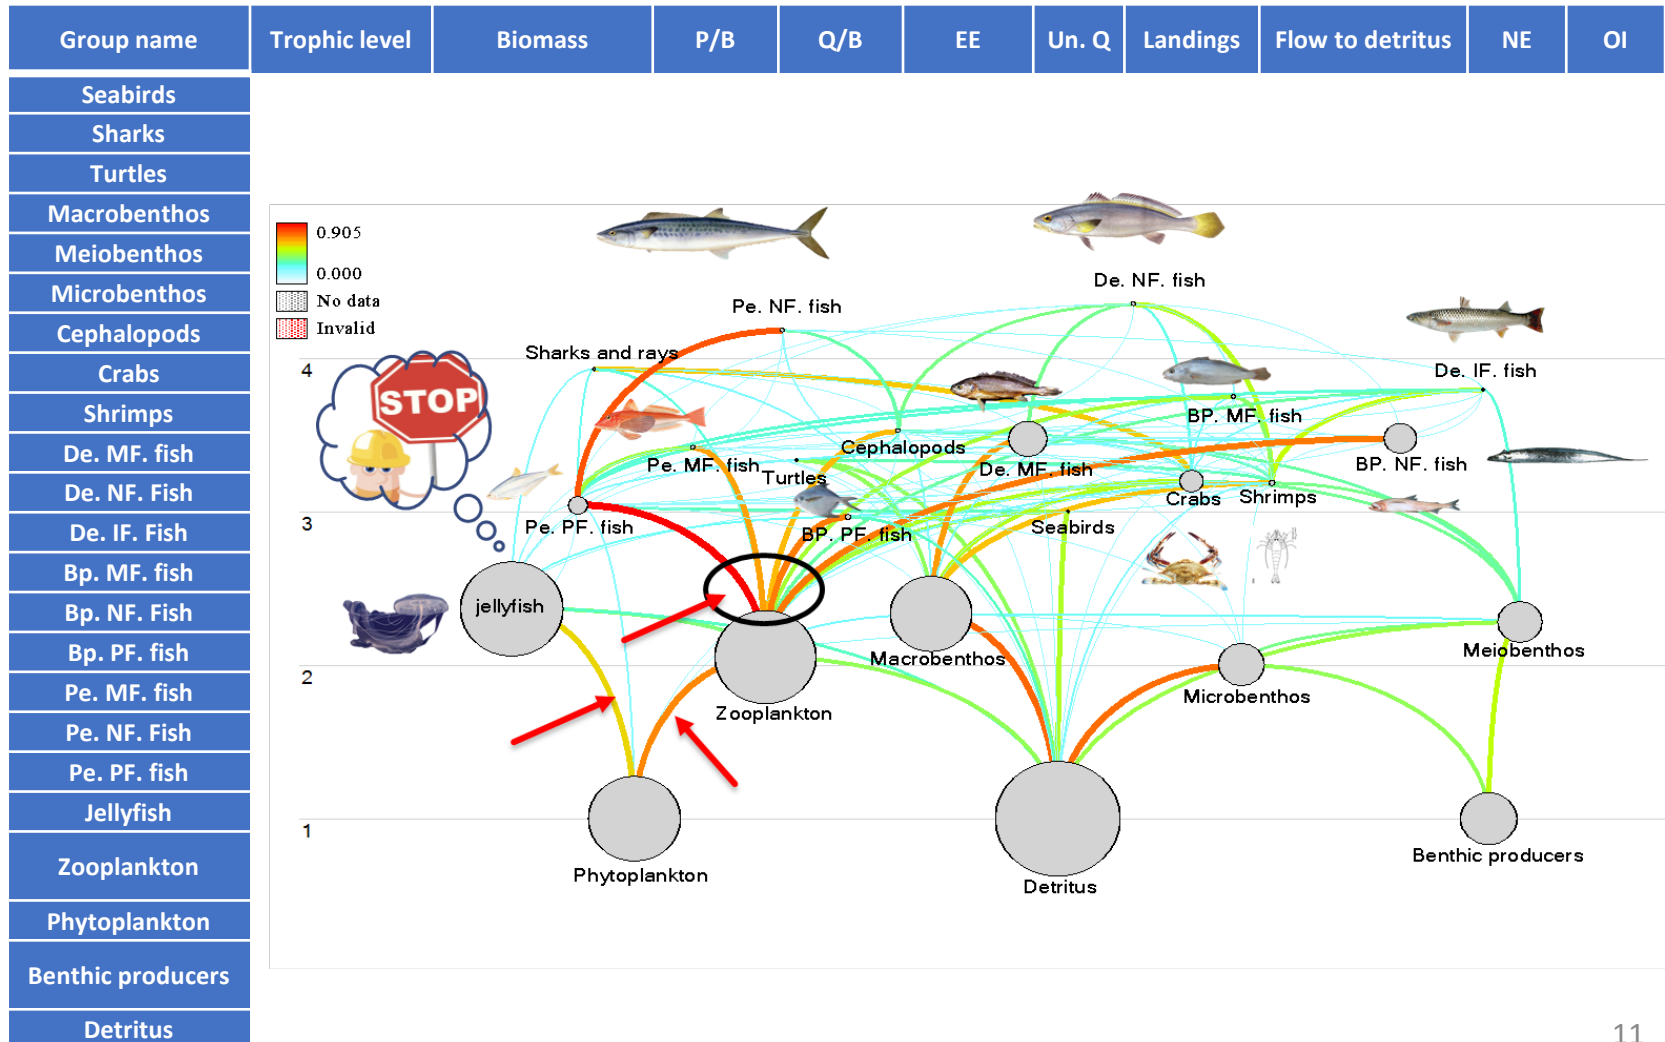 Group name Trophic level Biomass P/B Q/B EE Un. Q Landings Flow to detritus NE OI
Seabirds
Sharks
Turtles
Macrobenthos
Meiobenthos
Microbenthos
Cephalopods
Crabs
Shrimps
De. MF. fish
De. NF. Fish
De. IF. Fish
Bp. MF. fish
Bp. NF. Fish
Bp. PF. fish
Pe. MF. fish
Pe. NF. Fish
Pe. PF. fish
Jellyfish
Zooplankton
Phytoplankton
Benthic producers
Detritus
0.905
0.000
No data
Invalid
De. NF. fish
Pe. NF. fish
Sharks and rays
4
De. IF. fish
STOP
BP. MF. fish
Cephalopods
Pe. MF. fish
De. MF. fish
BP. NF. fish
Turtles
Crabs
Shrimps
3
Pe. PF. fish
BP. PF. fish
Seabirds
jellyfish
Macrobenthos
Meiobenthos
2
Microbenthos
Zooplankton
1
Phytoplankton
Detritus
Benthic producers
11